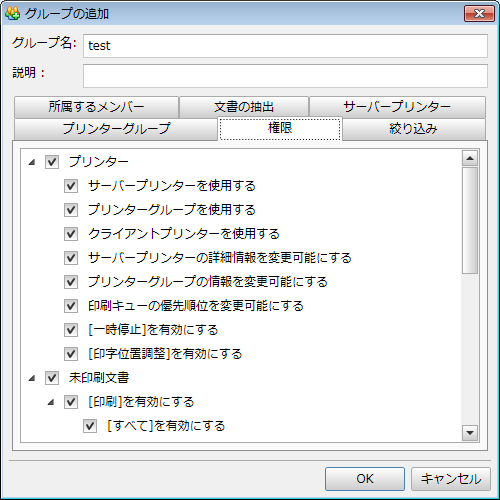 グループの追加
グループ名: test
説明：
所属するメンバー 文書の抽出 サーバープリンター
プリンターグループ 権限 絞り込み
プリンター
サーバープリンターを使用する
プリンターグループを使用する
クライアントプリンターを使用する
サーバープリンターの詳細情報を変更可能にする
プリンターグループの情報を変更可能にする
印刷キューの優先順位を変更可能にする
[一時停止]を有効にする
[印字位置調整]を有効にする
未印刷文書
[印刷]を有効にする
[すべて]を有効にする
OK キャンセル